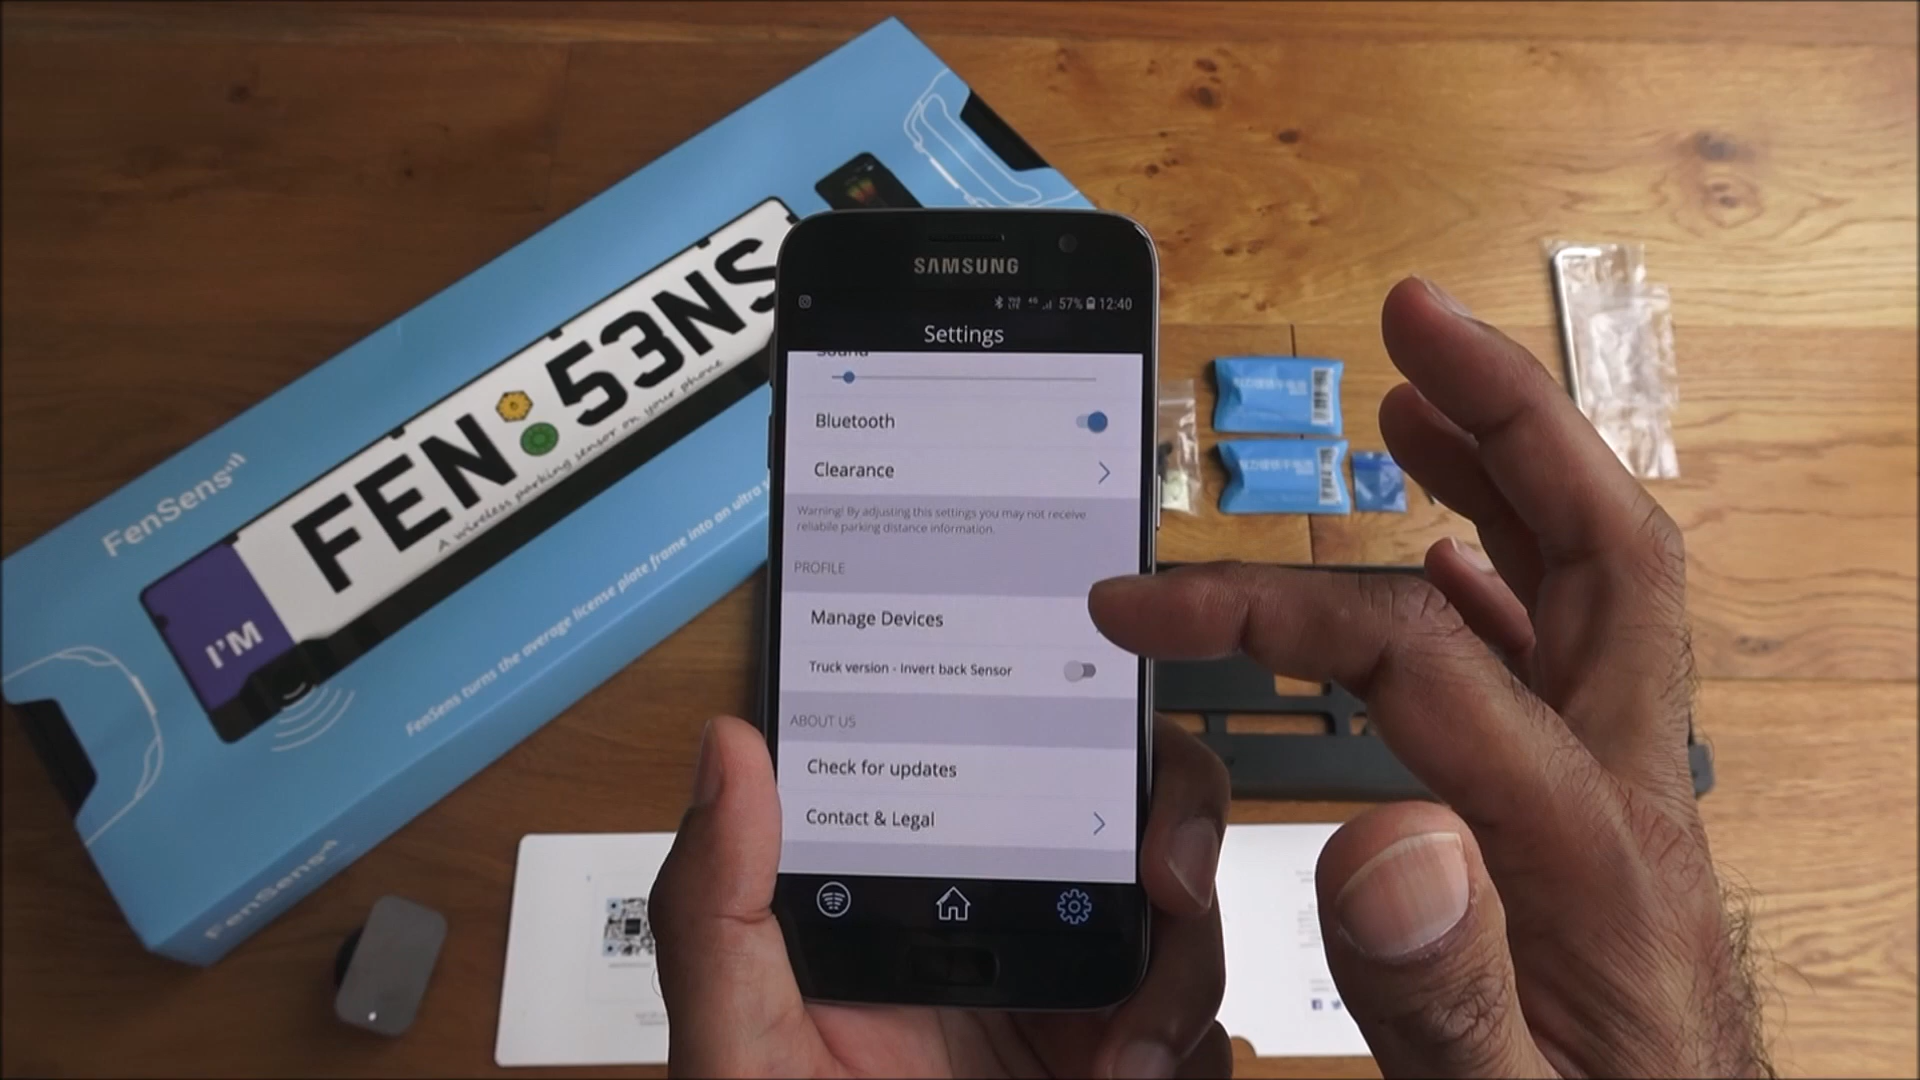 FenSens
I'M
FEN 53NS
A wireless parking sensor on your phone
FenSens turns the average license plate frame into an ultra
FenSens
SAMSUNG
57% 12:40
Settings
Sound
Bluetooth
Clearance
Warning! By adjusting this settings you may not receive
reliabile parking distance information.
PROFILE
Manage Devices
Truck version - Invert back Sensor
ABOUT US
Check for updates
Contact & Legal